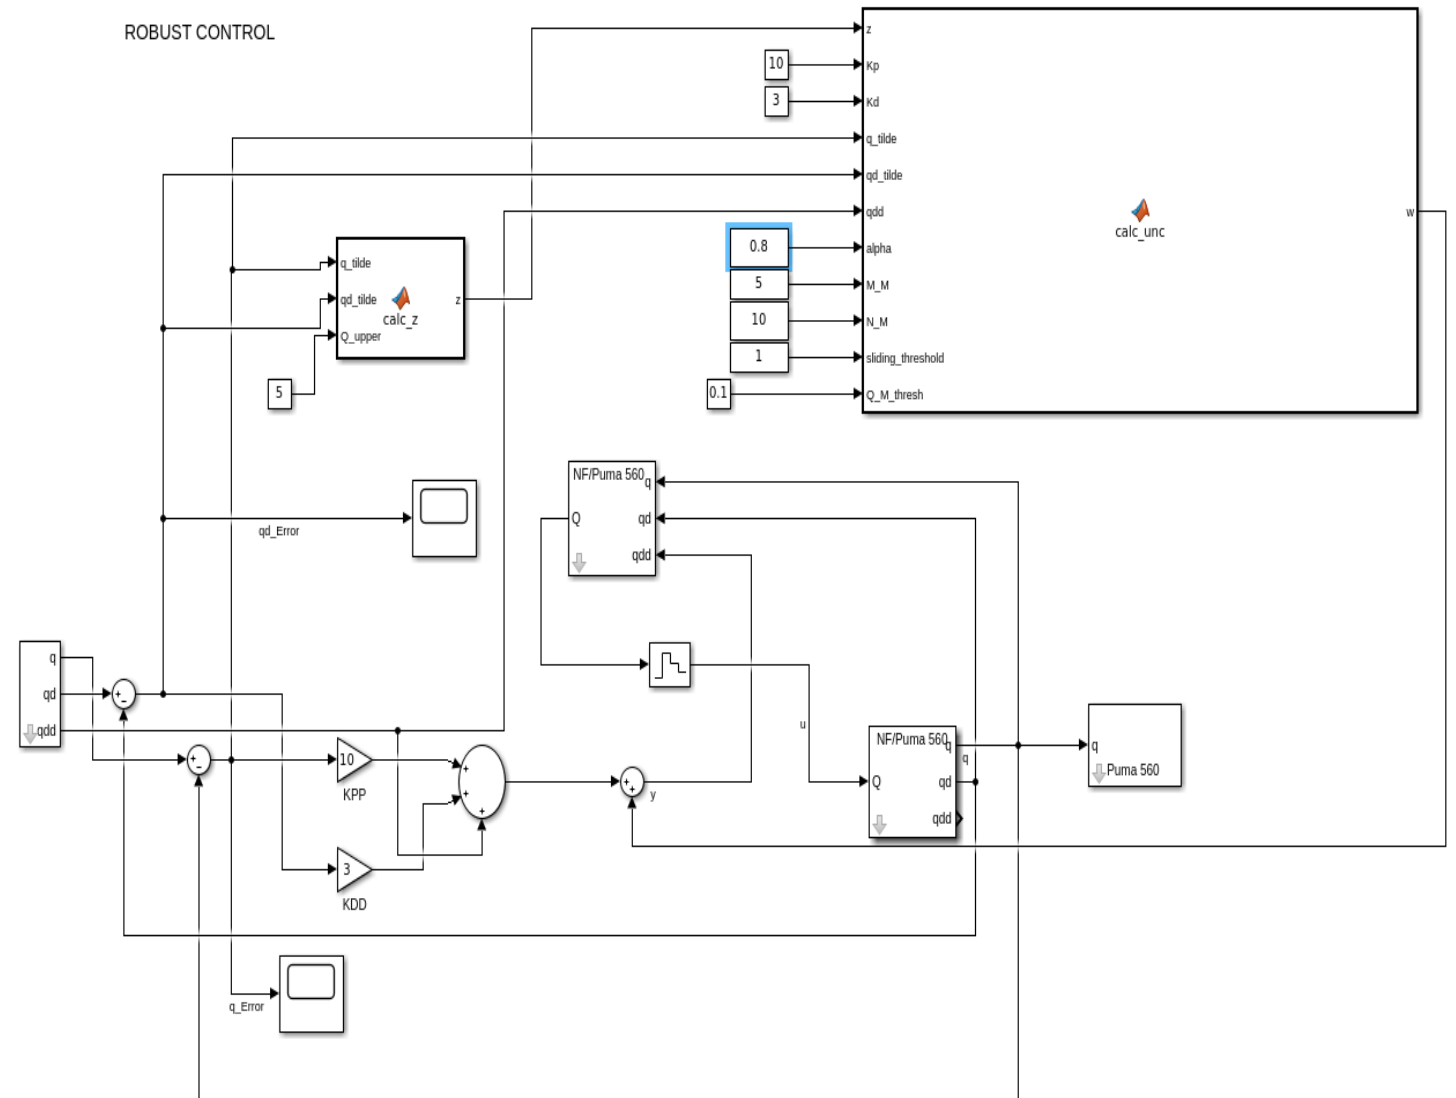 ROBUST CONTROL
z
10
Kp
3
Kd
q_tilde
qd_tilde
qdd
w
calc_unc
0.8
alpha
5
M_M
10
N_M
1
sliding_threshold
0.1
Q_M_thresh
q_tilde
qd_tilde
z
calc_z
Q_upper
5
NF/Puma 560
q
Q
qd
qdd
qd_Error
q
qd
qdd
+
-
+
-
10
KPP
3
KDD
+
+
+
+
+
y
u
NF/Puma 560
q
q
Q
qd
qdd
q
Puma 560
q_Error